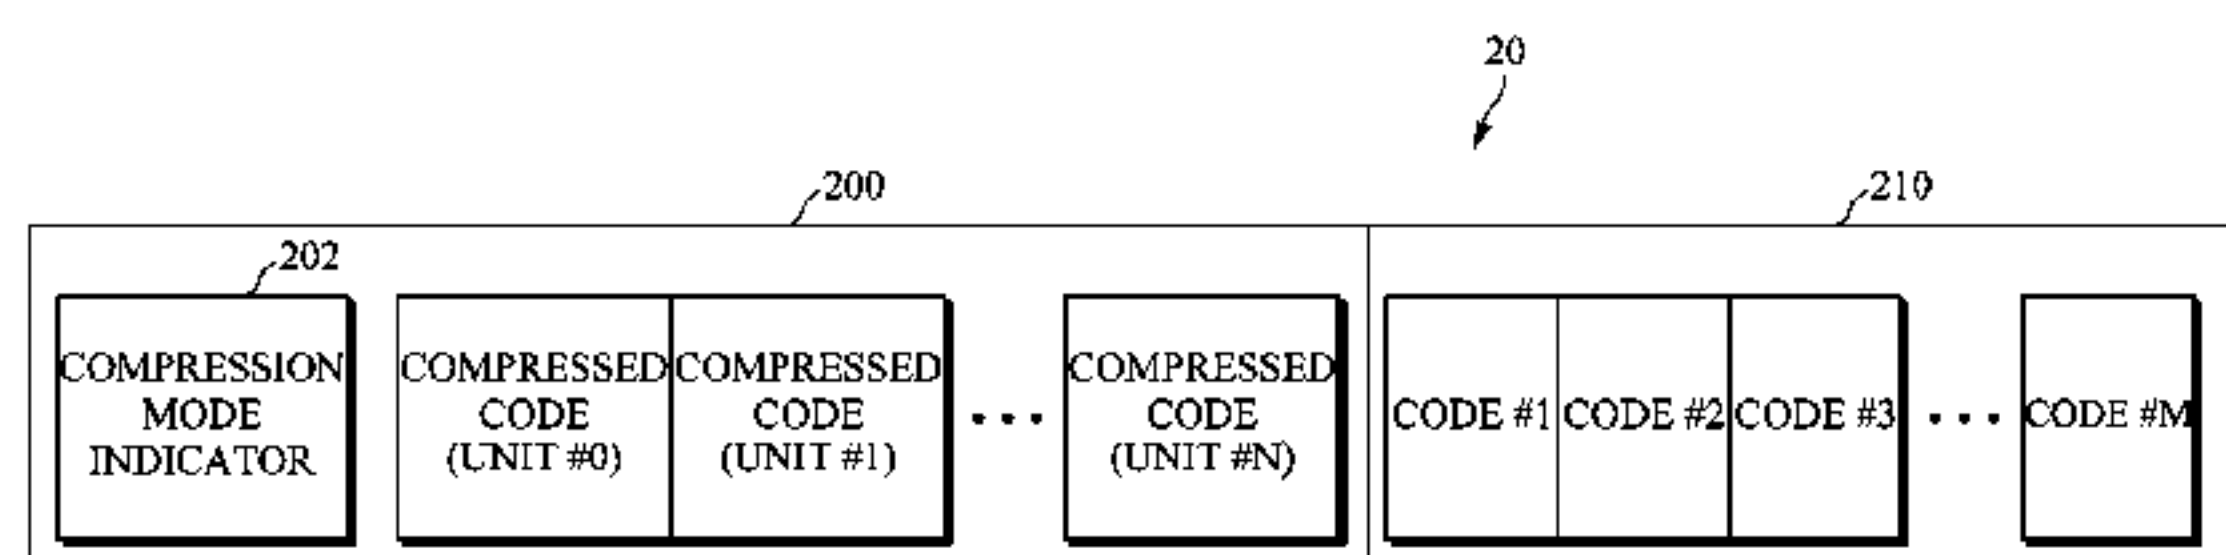 20
200
210
202
COMPRESSION
MODE
INDICATOR
COMPRESSED
CODE
(UNIT #0)
COMPRESSED
CODE
(UNIT #1)
COMPRESSED
CODE
(UNIT #N)
CODE #1
CODE #2
CODE #3
CODE #M